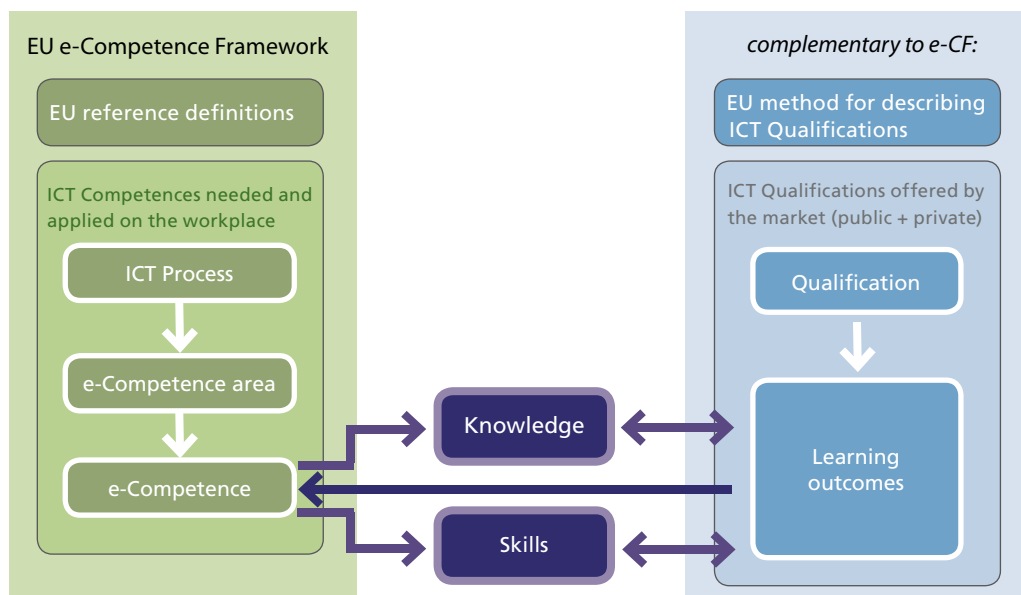 EU e-Competence Framework
EU reference definitions
ICT Competences needed and
applied on the workplace
ICT Process
e-Competence area
e-Competence
Knowledge
Skills
complementary to e-CF:
EU method for describing
ICT Qualifications
ICT Qualifications offered by
the market (public + private)
Qualification
Learning
outcomes